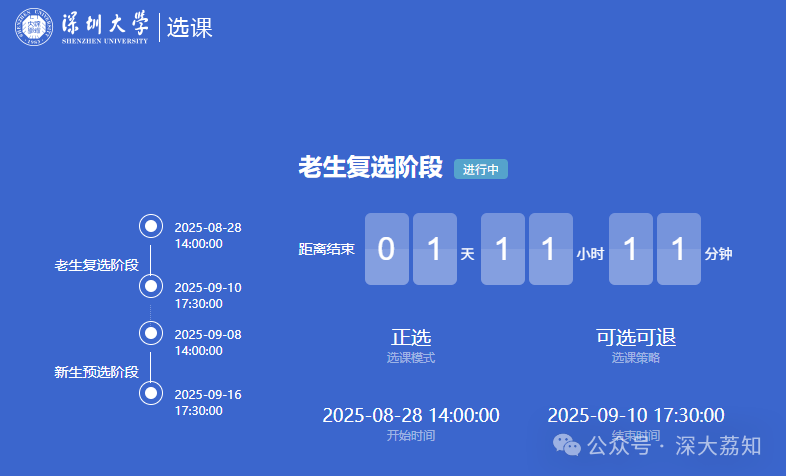 深圳大学
SHENZHEN UNIVERSITY
选课
老生复选阶段 进行中
2025-08-28
14:00:00
老生复选阶段
2025-09-10
17:30:00
2025-09-08
14:00:00
新生预选阶段
2025-09-16
17:30:00
距离结束 01天11小时11分钟
正选 可选可退
选课模式 选课策略
2025-08-28 14:00:00 2025-09-10 17:30:00
开始时间 结束时间
公众号 · 深大荔知